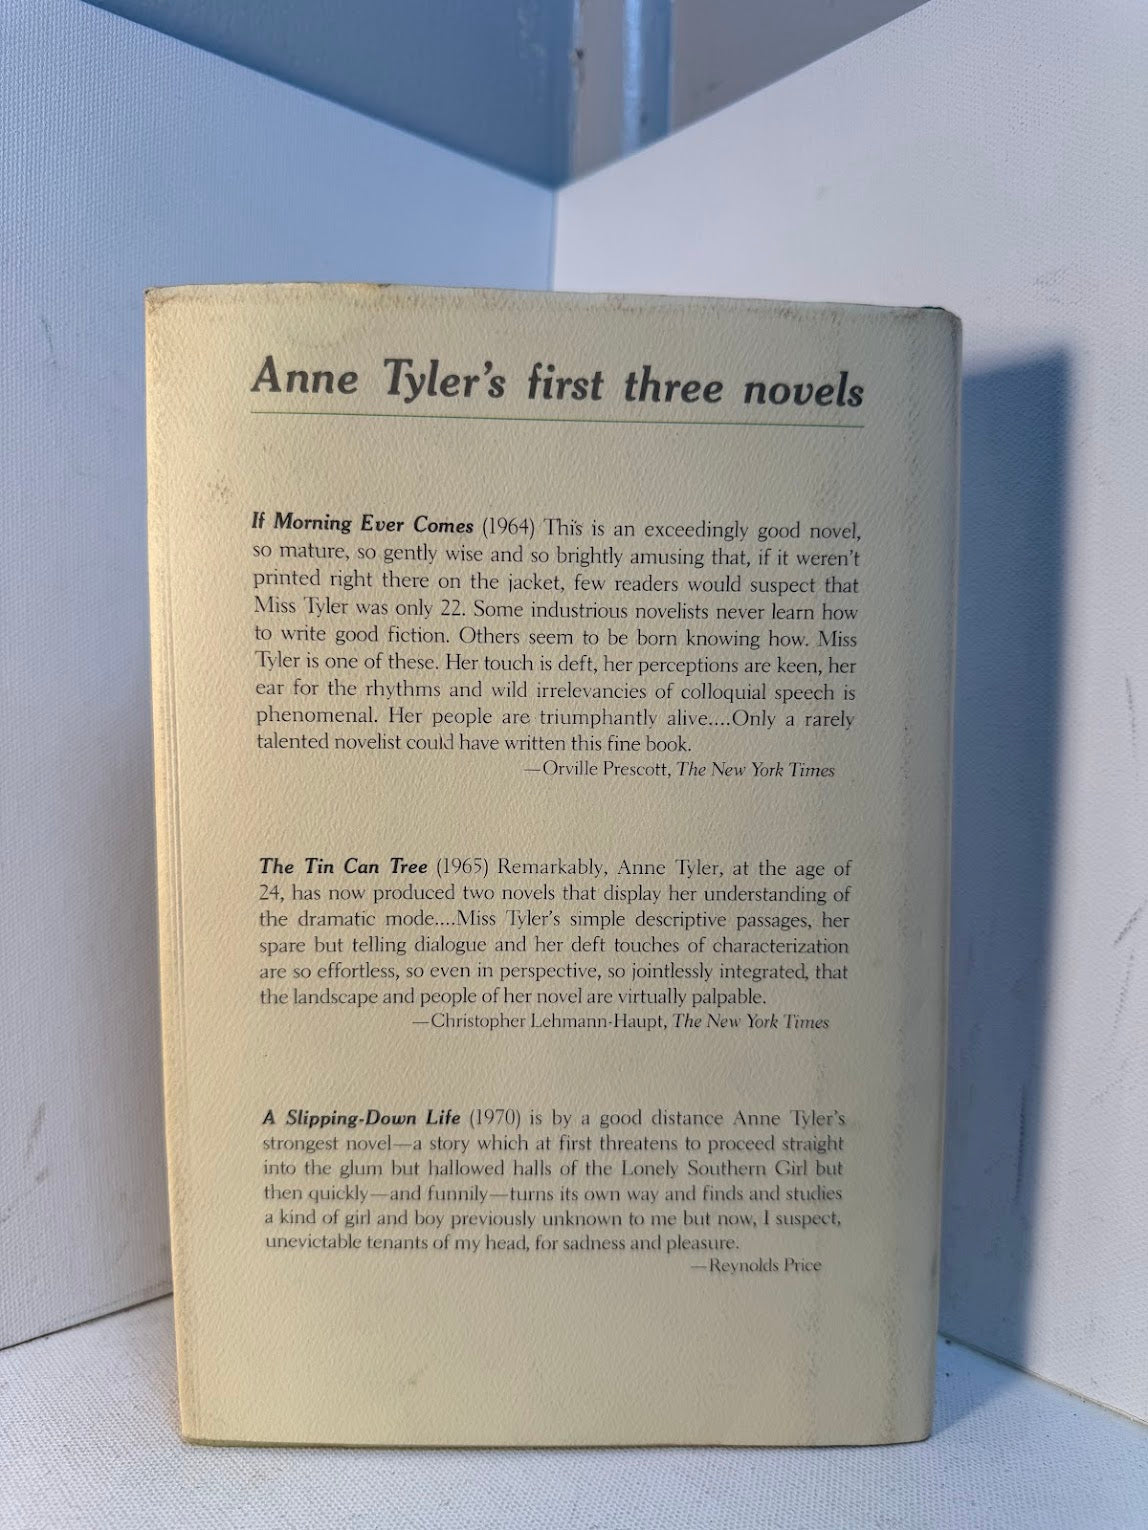 Anne Tyler's first three novels
If Morning Ever Comes (1964) This is an exceedingly good novel,
so mature, so gently wise and so brightly amusing that, if it weren't
printed right there on the jacket, few readers would suspect that
Miss Tyler was only 22. Some industrious novelists never learn how
to write good fiction. Others seem to be born knowing how. Miss
Tyler is one of these. Her touch is deft, her perceptions are keen, her
ear for the rhythms and wild irrelevancies of colloquial speech is
phenomenal. Her people are triumphantly alive....Only a rarely
talented novelist could have written this fine book.
—Orville Prescott, The New York Times
The Tin Can Tree (1965) Remarkably, Anne Tyler, at the age of
24, has now produced two novels that display her understanding of
the dramatic mode....Miss Tyler's simple descriptive passages, her
spare but telling dialogue and her deft touches of characterization
are so effortless, so even in perspective, so jointlessly integrated, that
the landscape and people of her novel are virtually palpable.
—Christopher Lehmann-Haupt, The New York Times
A Slipping-Down Life (1970) is by a good distance Anne Tyler's
strongest novel—a story which at first threatens to proceed straight
into the glum but hallowed halls of the Lonely Southern Girl but
then quickly—and funnily—turns its own way and finds and studies
a kind of girl and boy previously unknown to me but now, I suspect,
unevictable tenants of my head, for sadness and pleasure.
—Reynolds Price